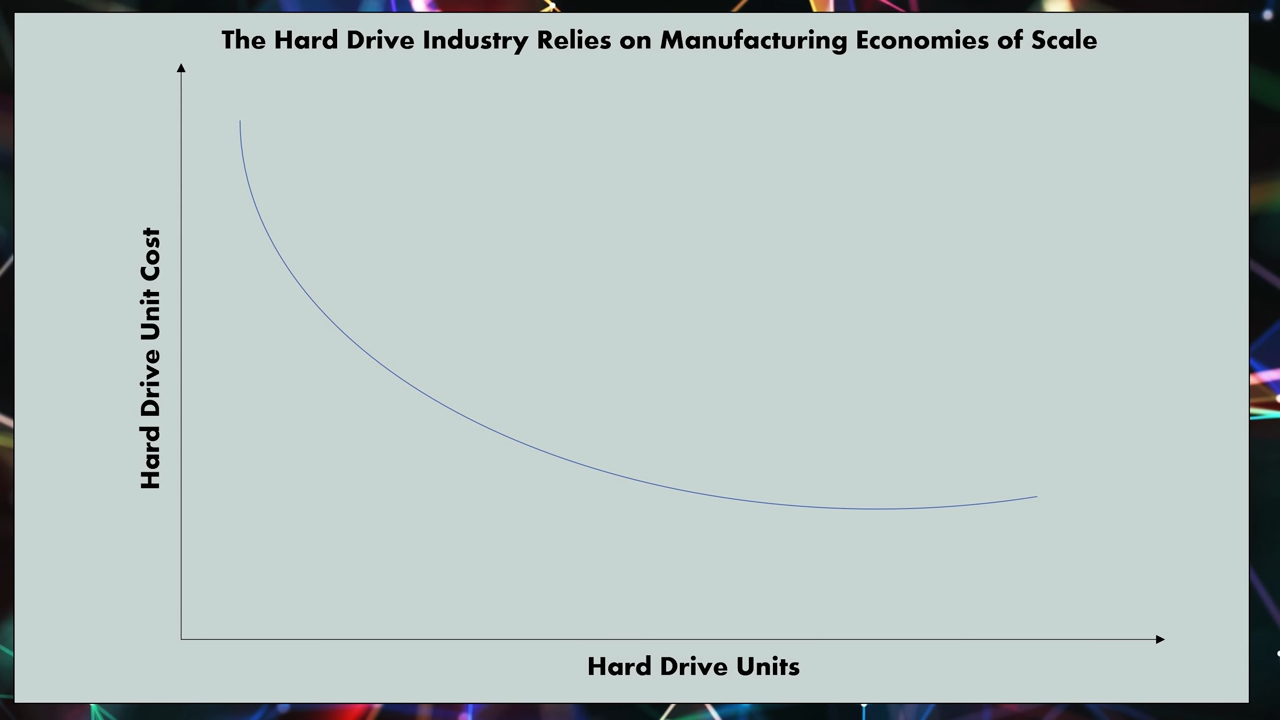 The Hard Drive Industry Relies on Manufacturing Economies of Scale
Hard Drive Unit Cost
Hard Drive Units